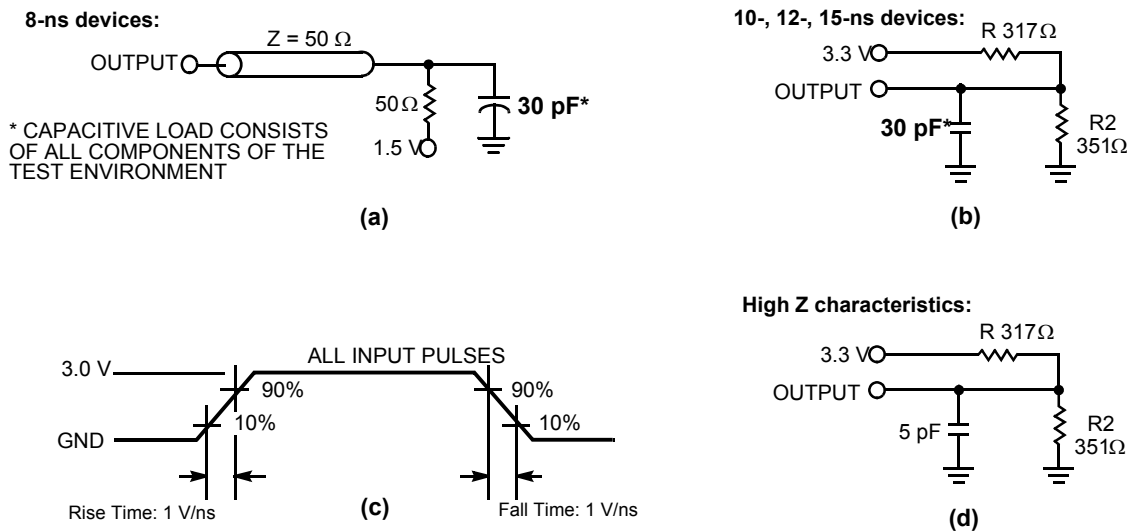 8-ns devices:
Z = 50 Ω
OUTPUT
50Ω
30 pF*
* CAPACITIVE LOAD CONSISTS
OF ALL COMPONENTS OF THE
TEST ENVIRONMENT
1.5 V
(a)
10-, 12-, 15-ns devices:
R 317Ω
3.3 V
OUTPUT
30 pF*
R2
351Ω
(b)
3.0 V
ALL INPUT PULSES
90%
10%
90%
10%
GND
Rise Time: 1 V/ns
(c)
Fall Time: 1 V/ns
High Z characteristics:
R 317Ω
3.3 V
OUTPUT
5 pF
R2
351Ω
(d)